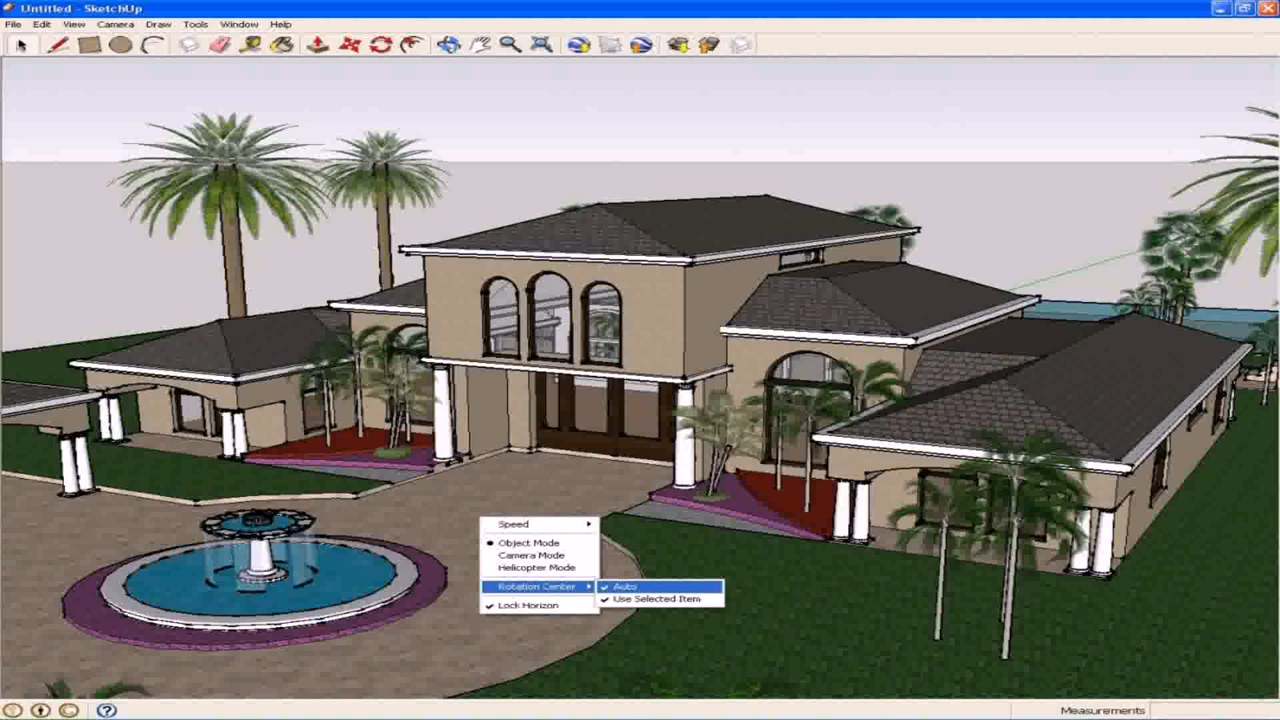 Untitled - SketchUp
File Edit View Camera Draw Tools Window Help
Speed
Object Mode
Camera Mode
Helicopter Mode
Rotation Center Auto
Use Selected Item
Lock Horizon
Measurements